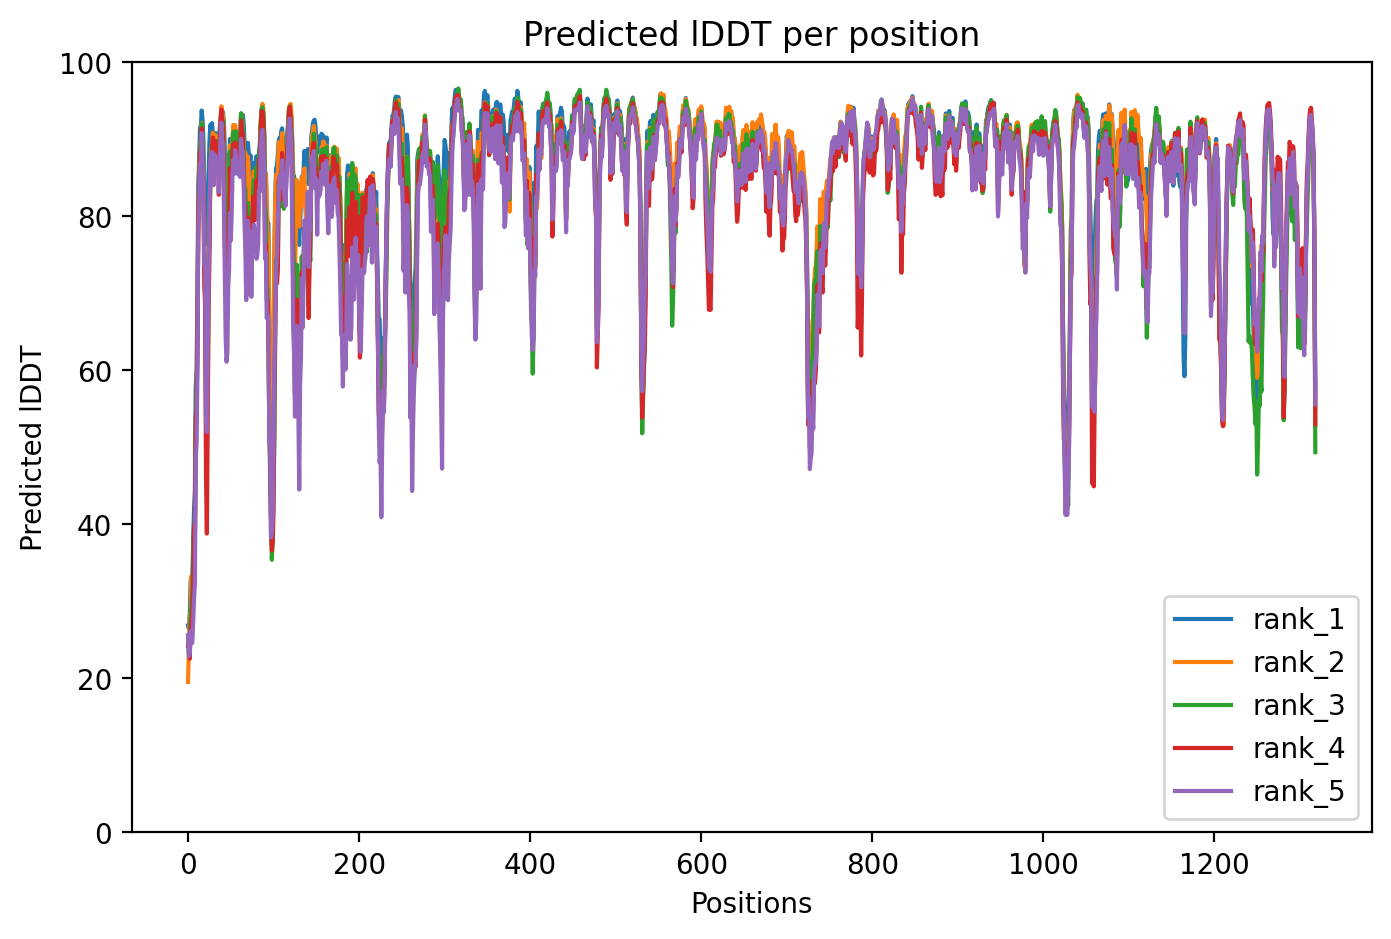 Predicted lDDT per position
100
80
60
40
20
0
Predicted lDDT
0 200 400 600 800 1000 1200
Positions
rank_1
rank_2
rank_3
rank_4
rank_5